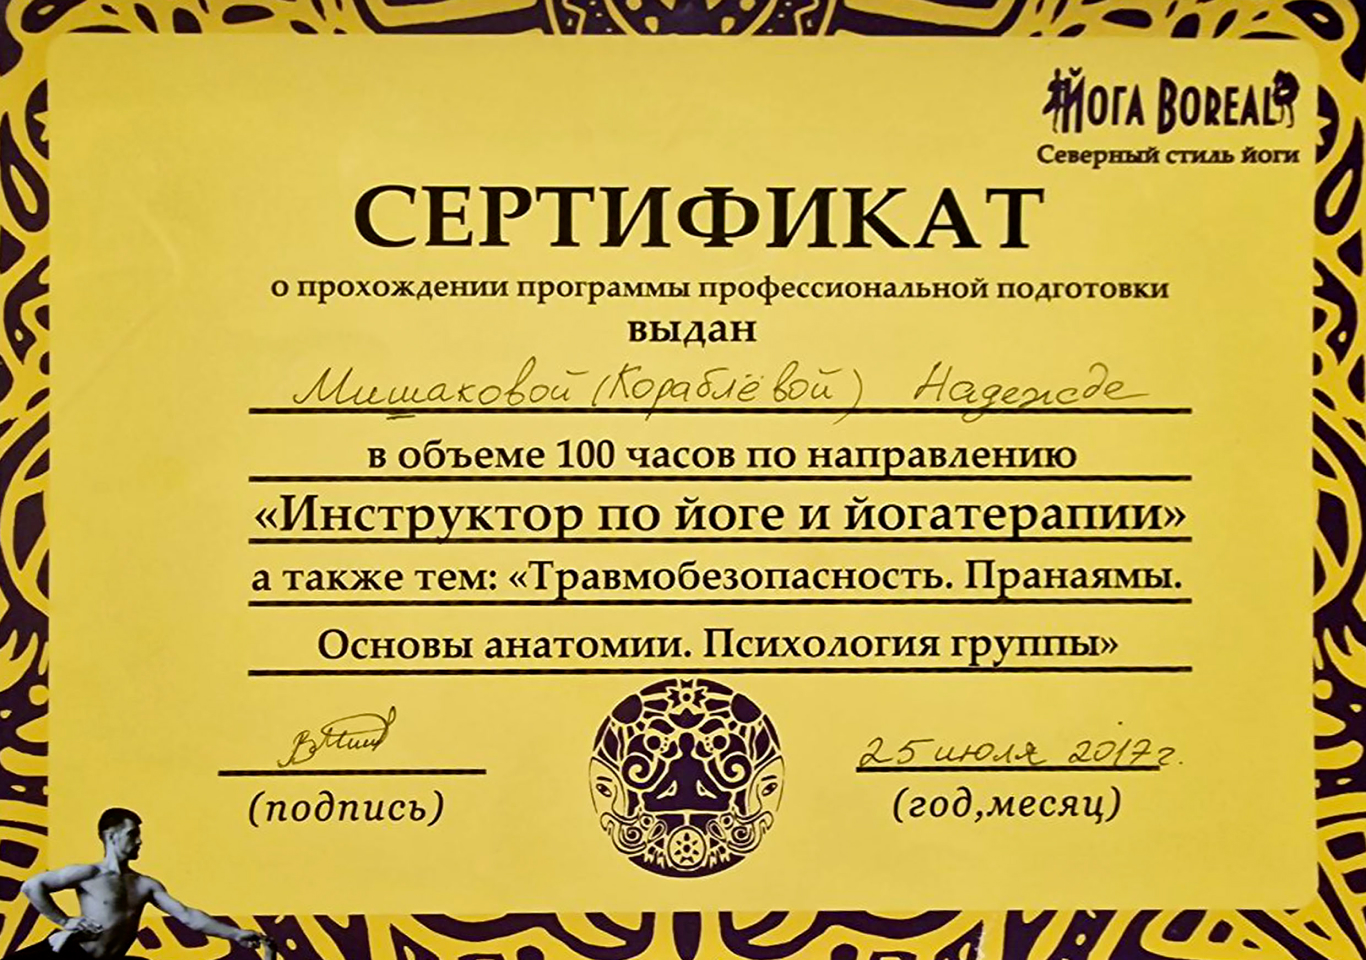 Йога Boreal
Северный стиль йоги
СЕРТИФИКАТ
о прохождении программы профессиональной подготовки
выдан
Мишаковой (Кораблёвой) Надежде
в объеме 100 часов по направлению
«Инструктор по йоге и йогатерапии»
а также тем: «Травмобезопасность. Пранаямы.
Основы анатомии. Психология группы»
25 июля 2017г.
(подпись) (год,месяц)